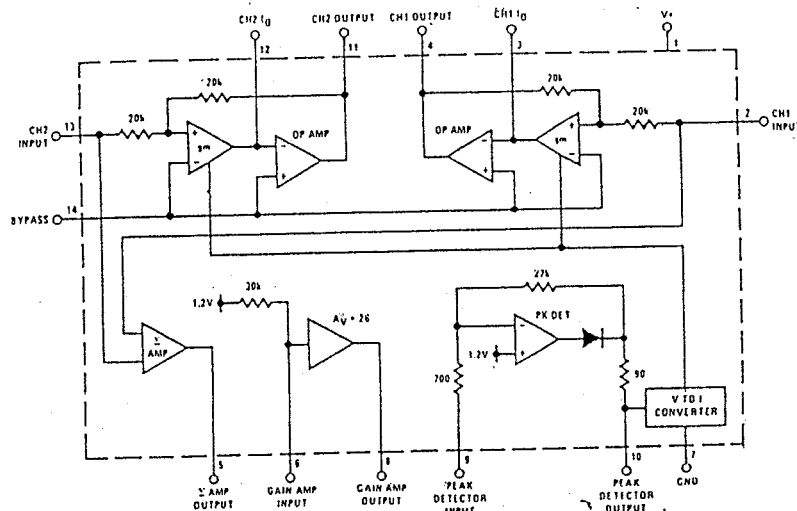 CH2 I0
CH2 OUTPUT
CH1 OUTPUT
CH1 I0
V+
12
11
4
3
1
20k
20k
CH2
INPUT
13
20k
OP AMP
OP AMP
20k
2
CH1
INPUT
gm
gm
-
+
+
-
-
+
+
-
BYPASS
14
1.2V
30k
AV = 26
27k
PK DET
Σ
AMP
-
+
1.2V
700
90
V TO I
CONVERTER
5
6
8
9
10
7
Σ AMP
OUTPUT
GAIN AMP
INPUT
GAIN AMP
OUTPUT
PEAK
DETECTOR
INPUT
PEAK
DETECTOR
OUTPUT
GND